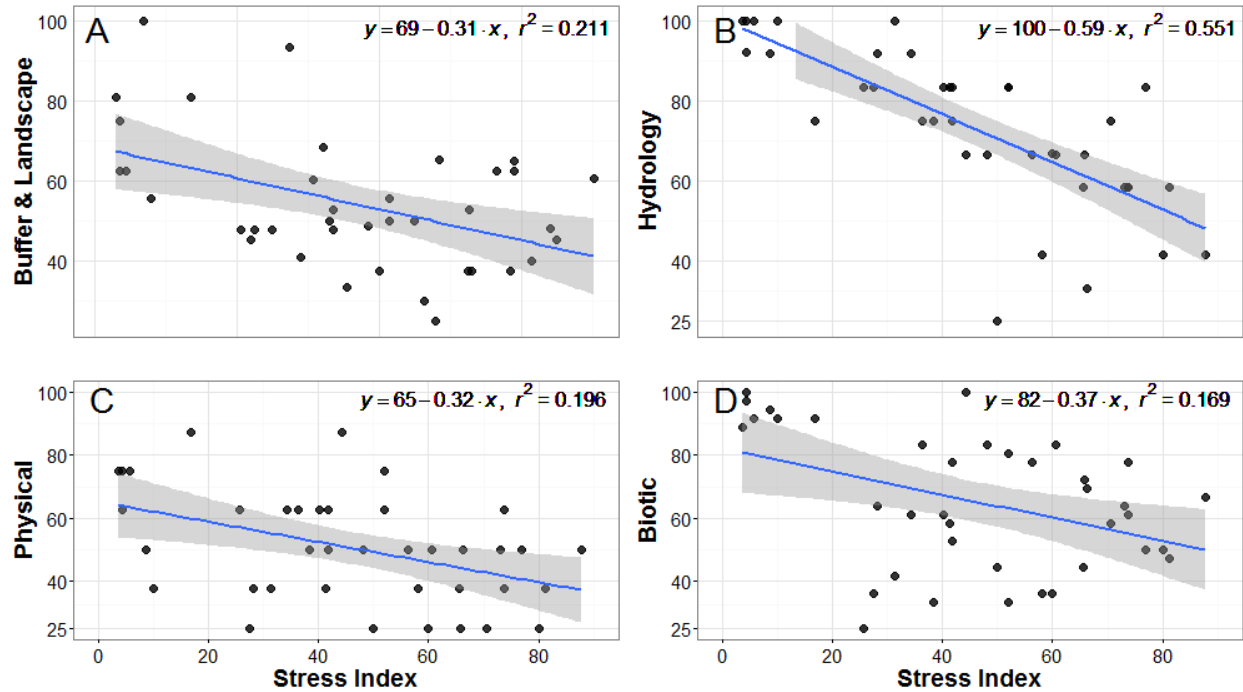 A
y = 69 − 0.31 · x, r² = 0.211
Buffer & Landscape
100
80
60
40
B
y = 100 − 0.59 · x, r² = 0.551
Hydrology
100
80
60
40
25
C
y = 65 − 0.32 · x, r² = 0.196
Physical
100
80
60
40
25
0 20 40 60 80
Stress Index
D
y = 82 − 0.37 · x, r² = 0.169
Biotic
100
80
60
40
25
0 20 40 60 80
Stress Index